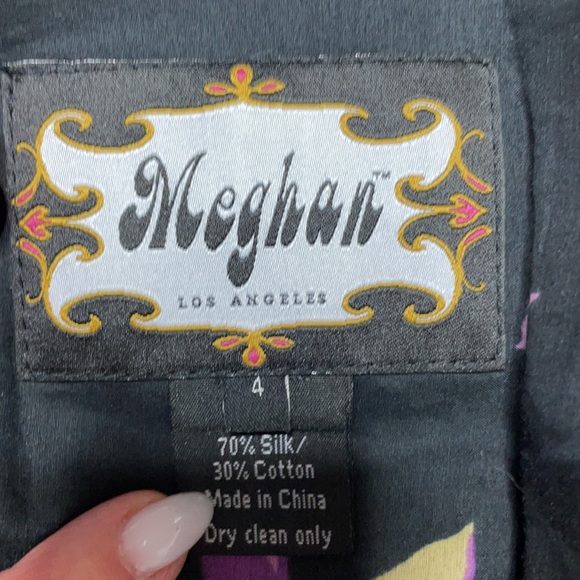 Meghan™
LOS ANGELES
4
70% Silk/
30% Cotton
Made in China
Dry clean only